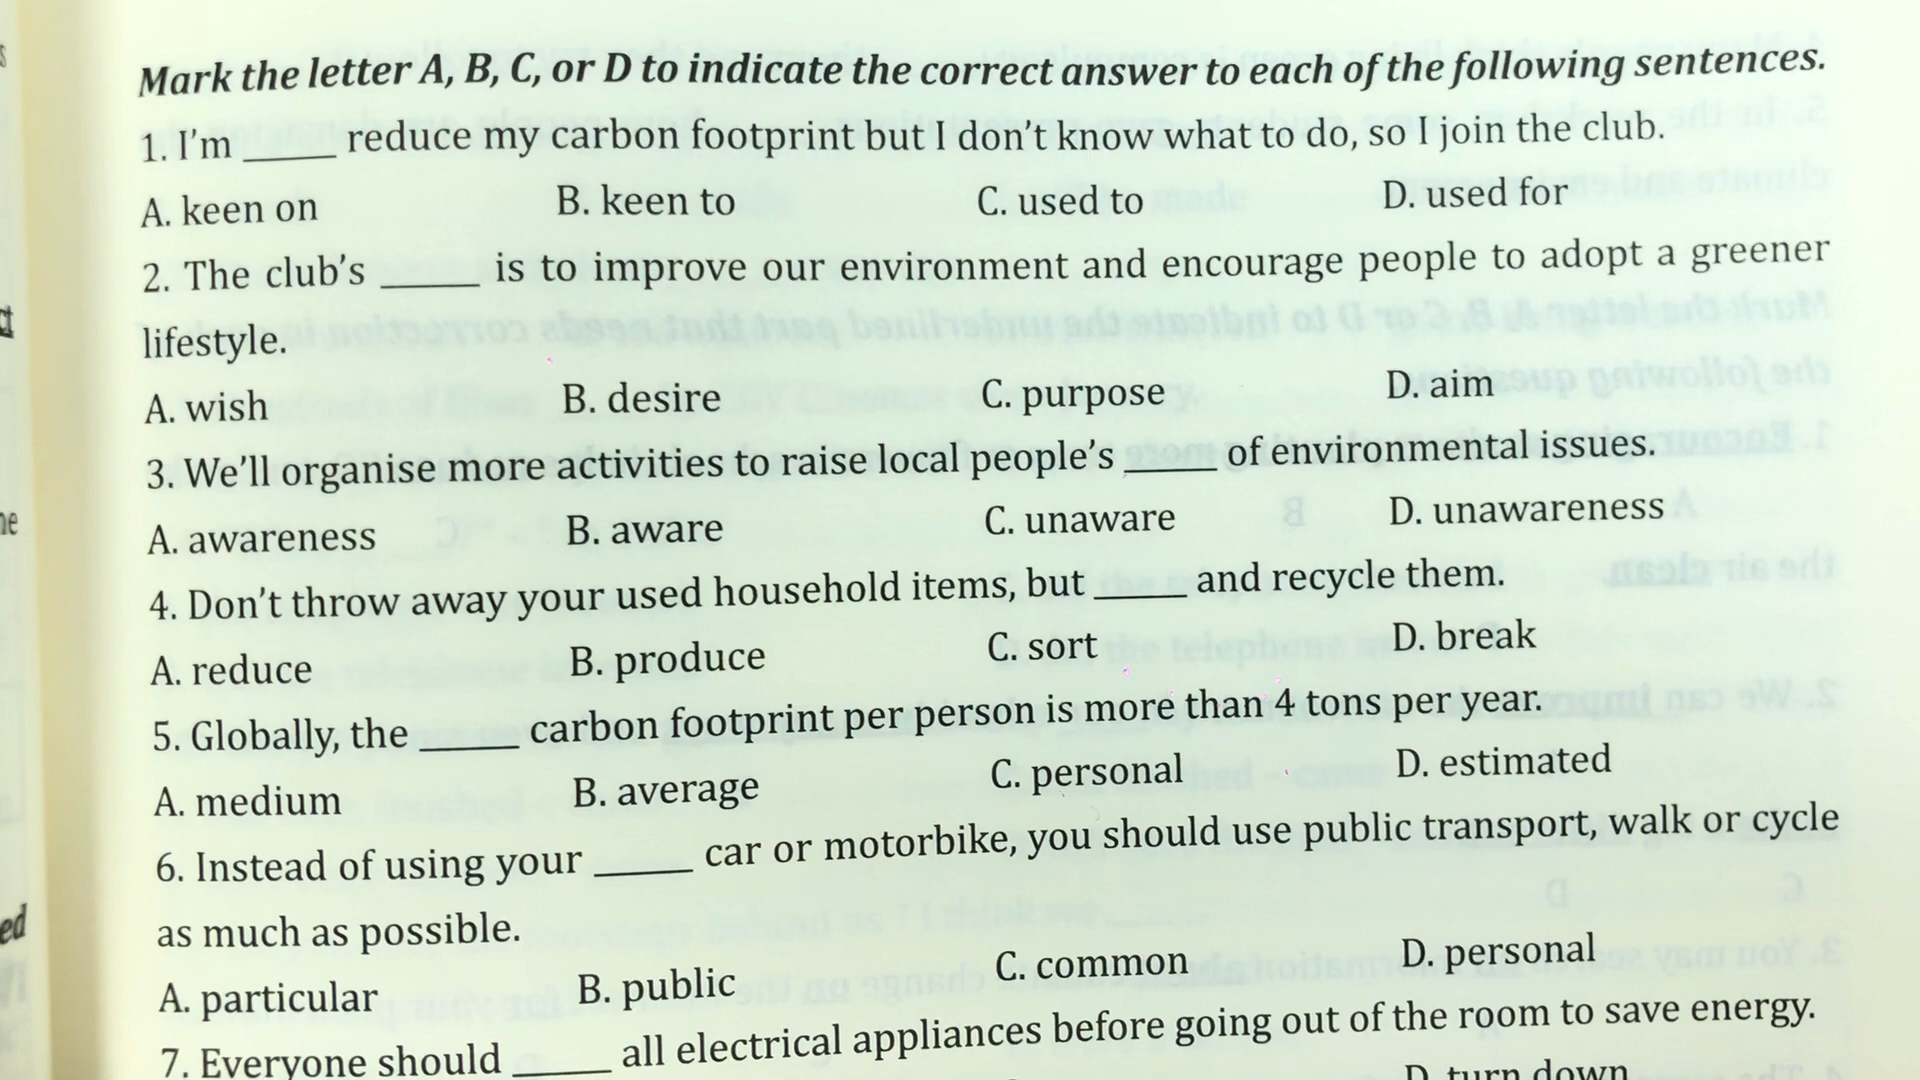 Mark the letter A, B, C, or D to indicate the correct answer to each of the following sentences.
1. I'm _____ reduce my carbon footprint but I don't know what to do, so I join the club.
A. keen on B. keen to C. used to D. used for
2. The club's _____ is to improve our environment and encourage people to adopt a greener
lifestyle.
A. wish B. desire C. purpose D. aim
3. We'll organise more activities to raise local people's _____ of environmental issues.
A. awareness B. aware C. unaware D. unawareness
4. Don't throw away your used household items, but _____ and recycle them.
A. reduce B. produce C. sort D. break
5. Globally, the _____ carbon footprint per person is more than 4 tons per year.
A. medium B. average C. personal D. estimated
6. Instead of using your _____ car or motorbike, you should use public transport, walk or cycle
as much as possible.
A. particular B. public C. common D. personal
7. Everyone should _____ all electrical appliances before going out of the room to save energy.
D. turn down